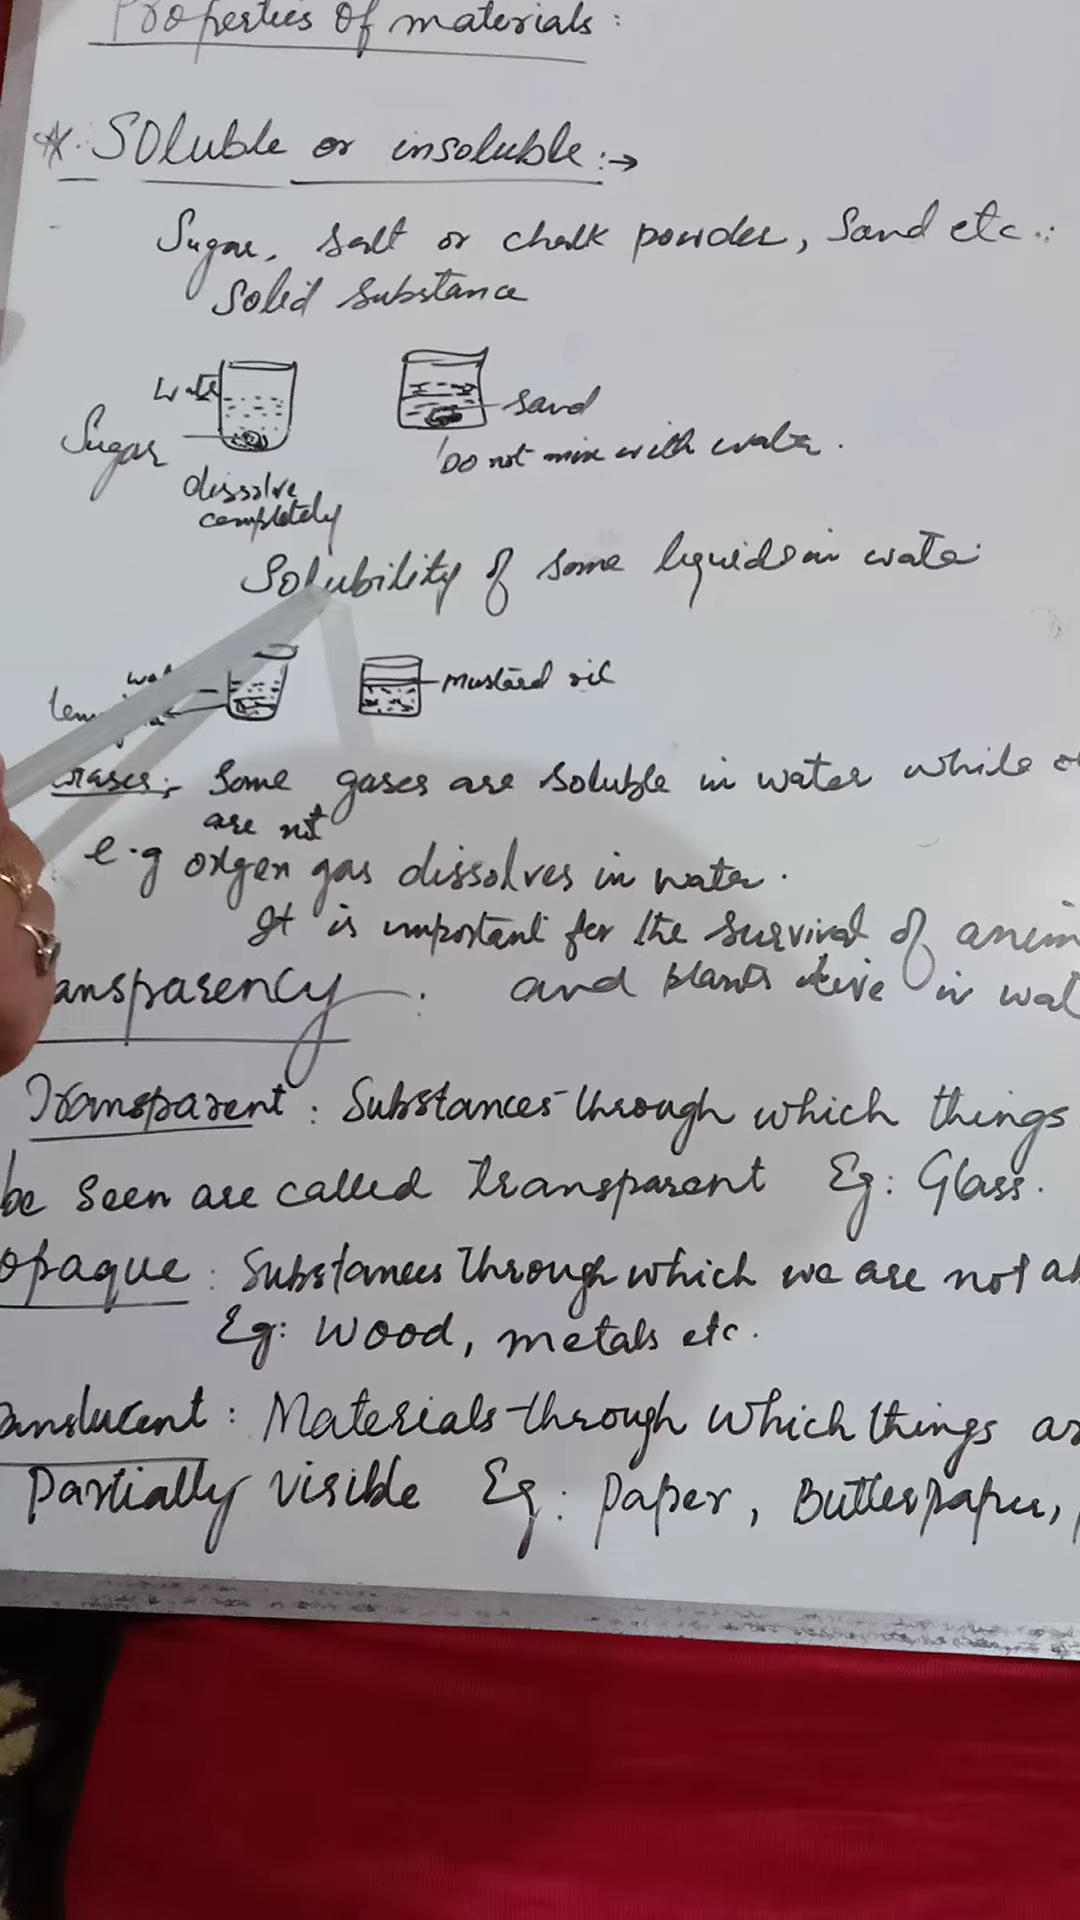 Properties of materials:
* Soluble or insoluble:→
Sugar, salt or chalk powder, Sand etc.:
Solid substance
Water
Sugar
dissolve
completely
Sand
Do not mix with water.
Solubility of some liquids in water
mustard oil
Gases: Some gases are soluble in water while
are not
e.g oxgen gas dissolves in water.
It is important for the survival of anim
ansparency : and plants live in wat
Transparent : Substances through which things
be seen are called transparent Eg: Glass.
opaque : Substances through which we are not ab
Eg: Wood, metals etc.
anslucent : Materials through which things ar
Partially visible Eg: paper, Butterpaper,